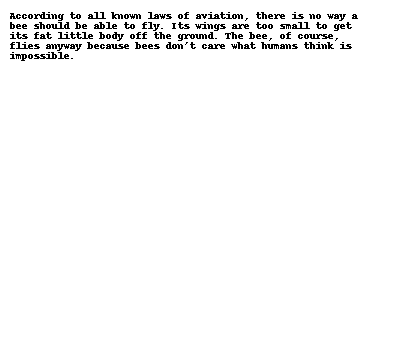 According to all known laws of aviation, there is no way a
bee should be able to fly. Its wings are too small to get
its fat little body off the ground. The bee, of course,
flies anyway because bees don't care what humans think is
impossible.